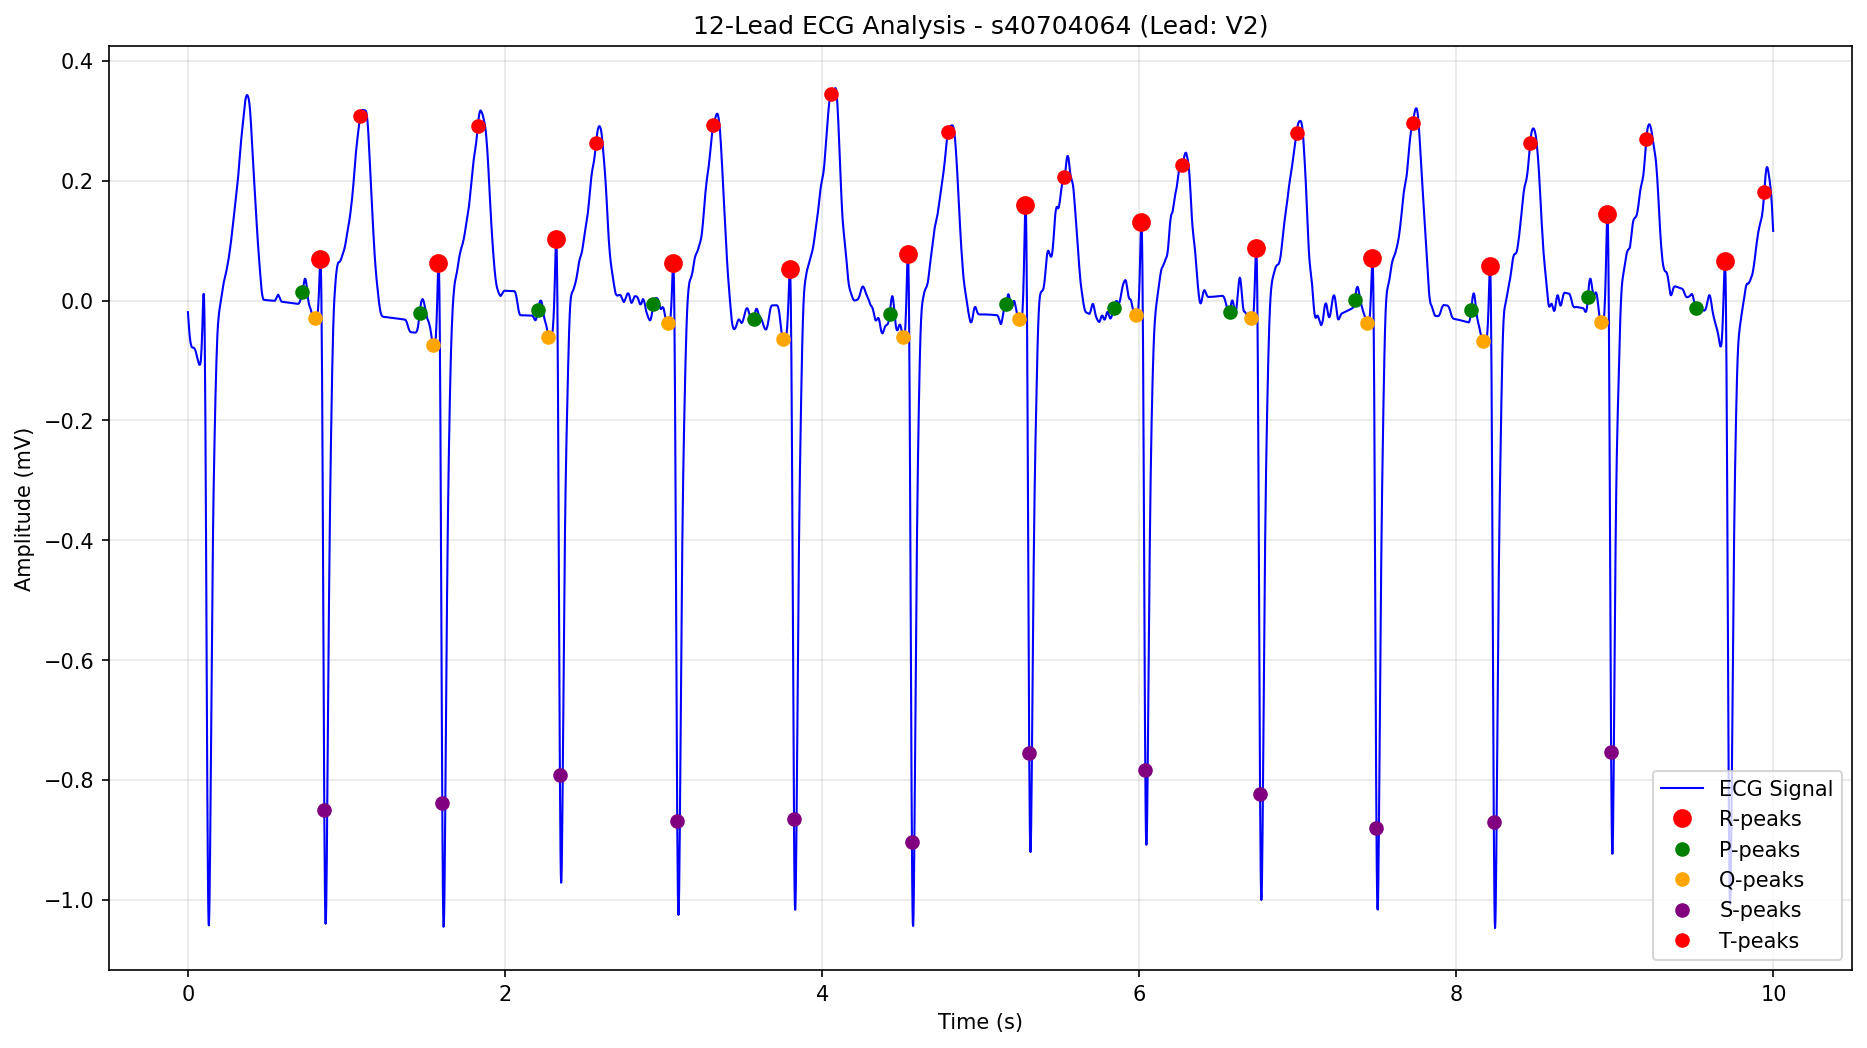 12-Lead ECG Analysis - s40704064 (Lead: V2)
0.4
0.2
0.0
−0.2
−0.4
−0.6
−0.8
−1.0
Amplitude (mV)
0 2 4 6 8 10
Time (s)
ECG Signal
R-peaks
P-peaks
Q-peaks
S-peaks
T-peaks